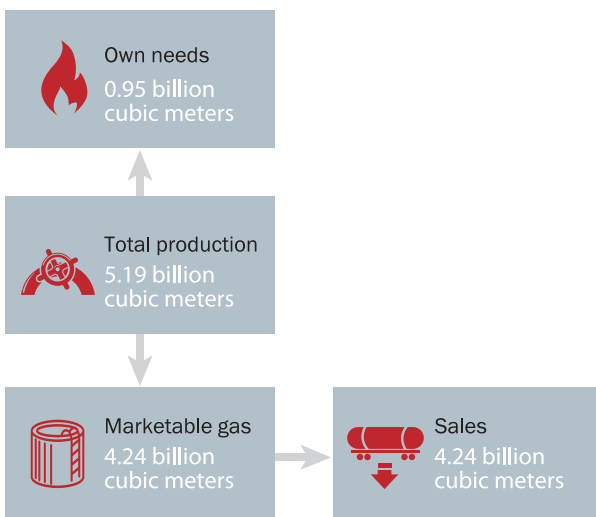 Own needs
0.95 billion
cubic meters
Total production
5.19 billion
cubic meters
Marketable gas
4.24 billion
cubic meters
Sales
4.24 billion
cubic meters